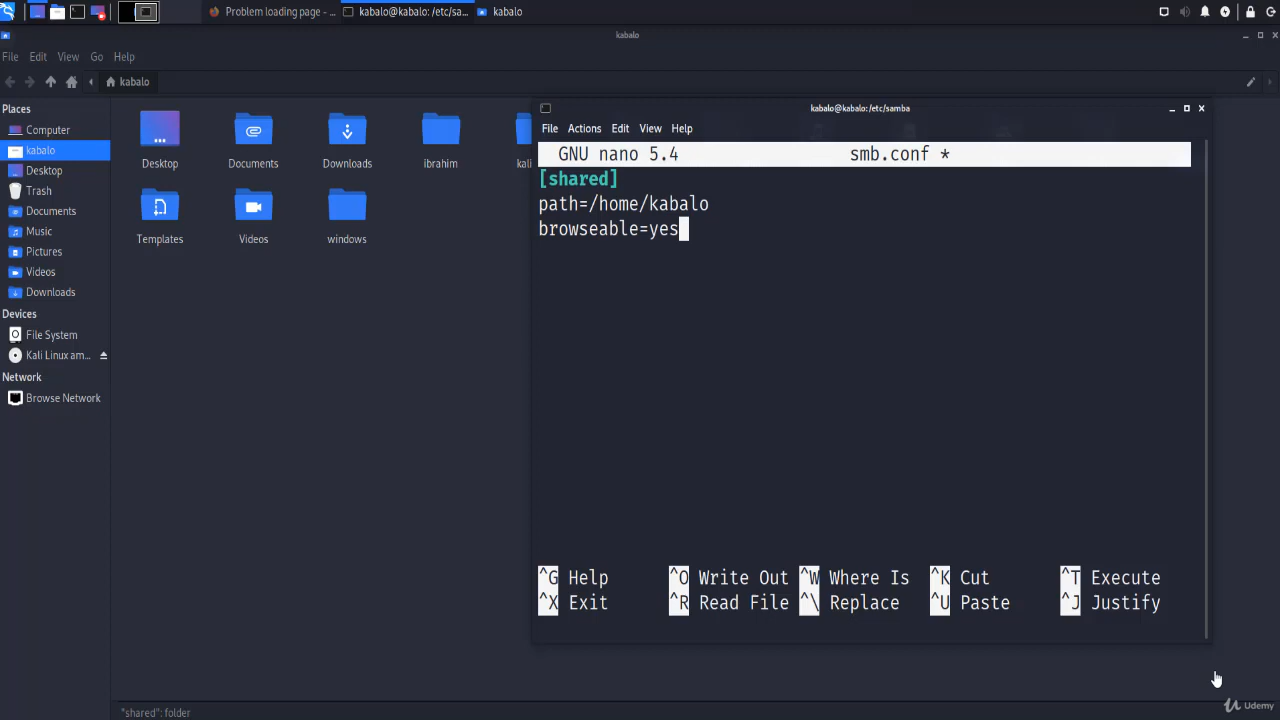 Problem loading page - ...
kabalo@kabalo: /etc/sa...
kabalo
kabalo
File Edit View Go Help
kabalo
Places
Computer
kabalo
Desktop
Trash
Documents
Music
Pictures
Videos
Downloads
Devices
File System
Kali Linux am...
Network
Browse Network
Desktop
Documents
Downloads
ibrahim
kali
Templates
Videos
windows
kabalo@kabalo:/etc/samba
File Actions Edit View Help
GNU nano 5.4 smb.conf *
[shared]
path=/home/kabalo
browseable=yes
^G Help ^O Write Out ^W Where Is ^K Cut ^T Execute
^X Exit ^R Read File ^\ Replace ^U Paste ^J Justify
"shared": folder
Udemy